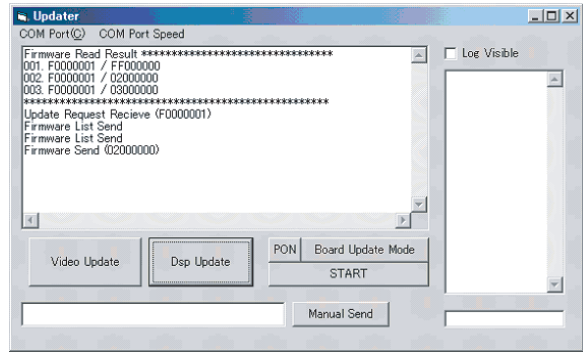 Updater
COM Port(C) COM Port Speed
Firmware Read Result ********************************
001. F0000001 / FF000000
002. F0000001 / 02000000
003. F0000001 / 03000000
***************************************************
Update Request Recieve (F0000001)
Firmware List Send
Firmware List Send
Firmware Send (02000000)
Log Visible
Video Update
Dsp Update
PON
Board Update Mode
START
Manual Send